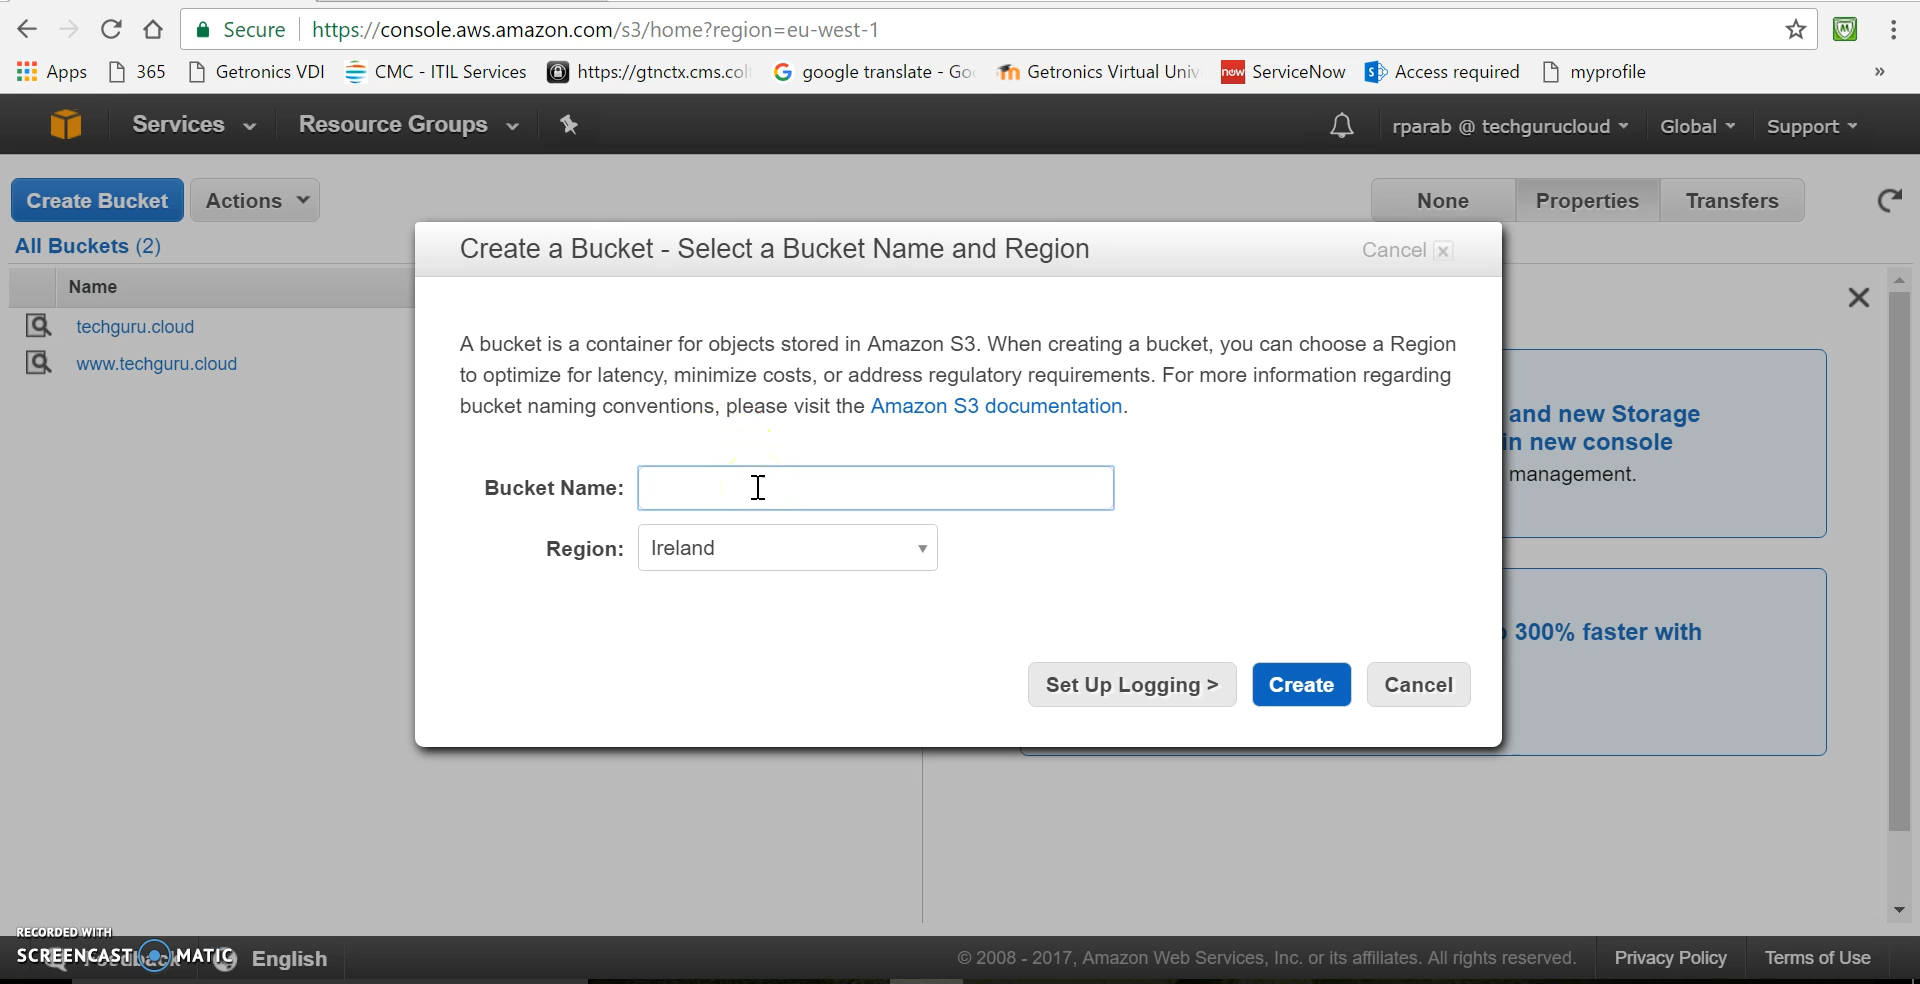 Secure https://console.aws.amazon.com/s3/home?region=eu-west-1
Apps 365 Getronics VDI CMC - ITIL Services https://gtnctx.cms.col google translate - Go Getronics Virtual Univ now ServiceNow Access required myprofile »
Services Resource Groups rparab @ techgurucloud Global Support
Create Bucket Actions None Properties Transfers
All Buckets (2)
Create a Bucket - Select a Bucket Name and Region Cancel x
Name
techguru.cloud
www.techguru.cloud
A bucket is a container for objects stored in Amazon S3. When creating a bucket, you can choose a Region
to optimize for latency, minimize costs, or address regulatory requirements. For more information regarding
bucket naming conventions, please visit the Amazon S3 documentation.
and new Storage
in new console
management.
Bucket Name:
Region: Ireland
300% faster with
Set Up Logging > Create Cancel
RECORDED WITH
SCREENCAST MATIC
Feedback English © 2008 - 2017, Amazon Web Services, Inc. or its affiliates. All rights reserved. Privacy Policy Terms of Use